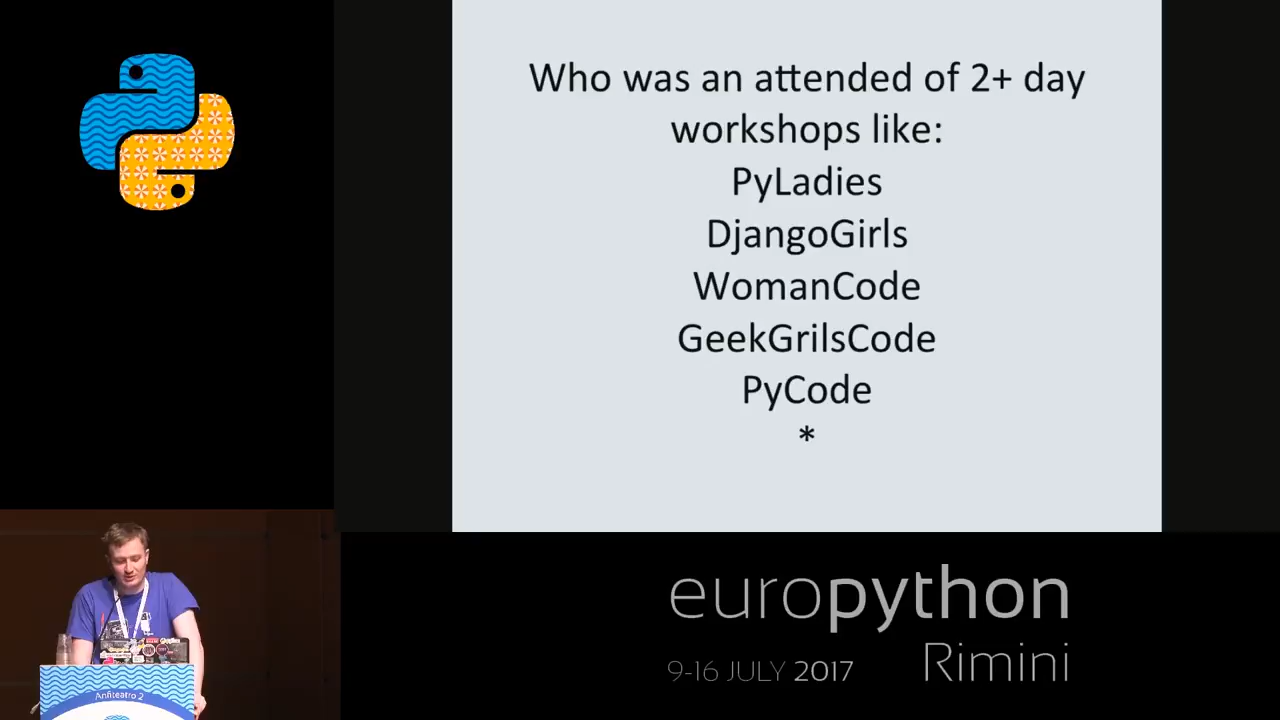 Who was an attended of 2+ day
workshops like:
PyLadies
DjangoGirls
WomanCode
GeekGrilsCode
PyCode
*
europython
9-16 JULY 2017 Rimini
Anfiteatro 2